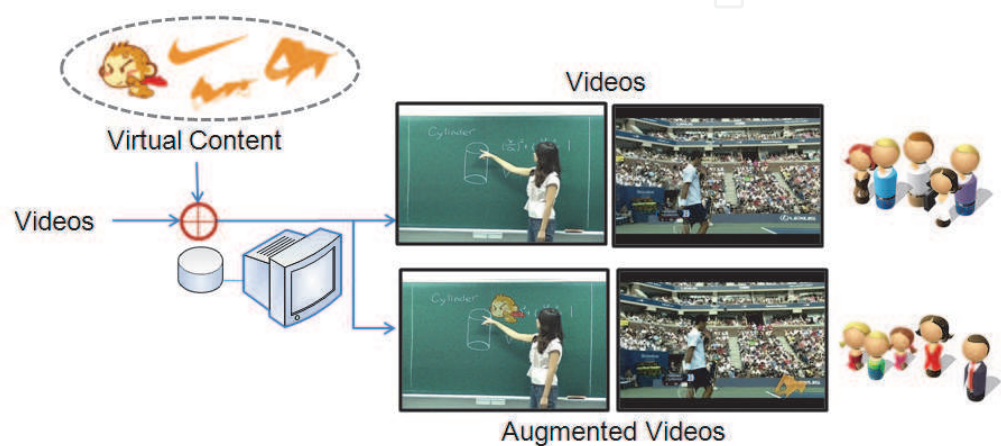 Virtual Content
Videos
Videos
Cylinder
Cylinder
Augmented Videos